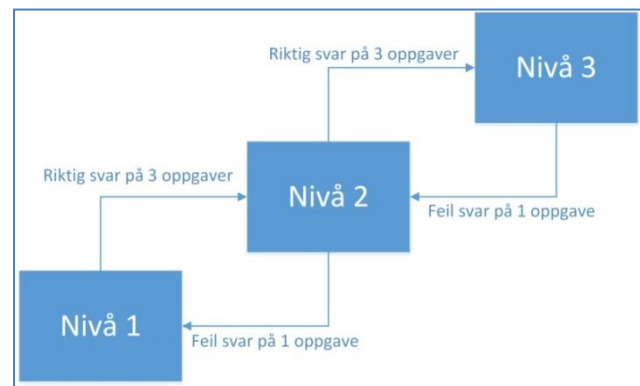 Riktig svar på 3 oppgaver
Nivå 3
Riktig svar på 3 oppgaver
Nivå 2
Feil svar på 1 oppgave
Nivå 1
Feil svar på 1 oppgave